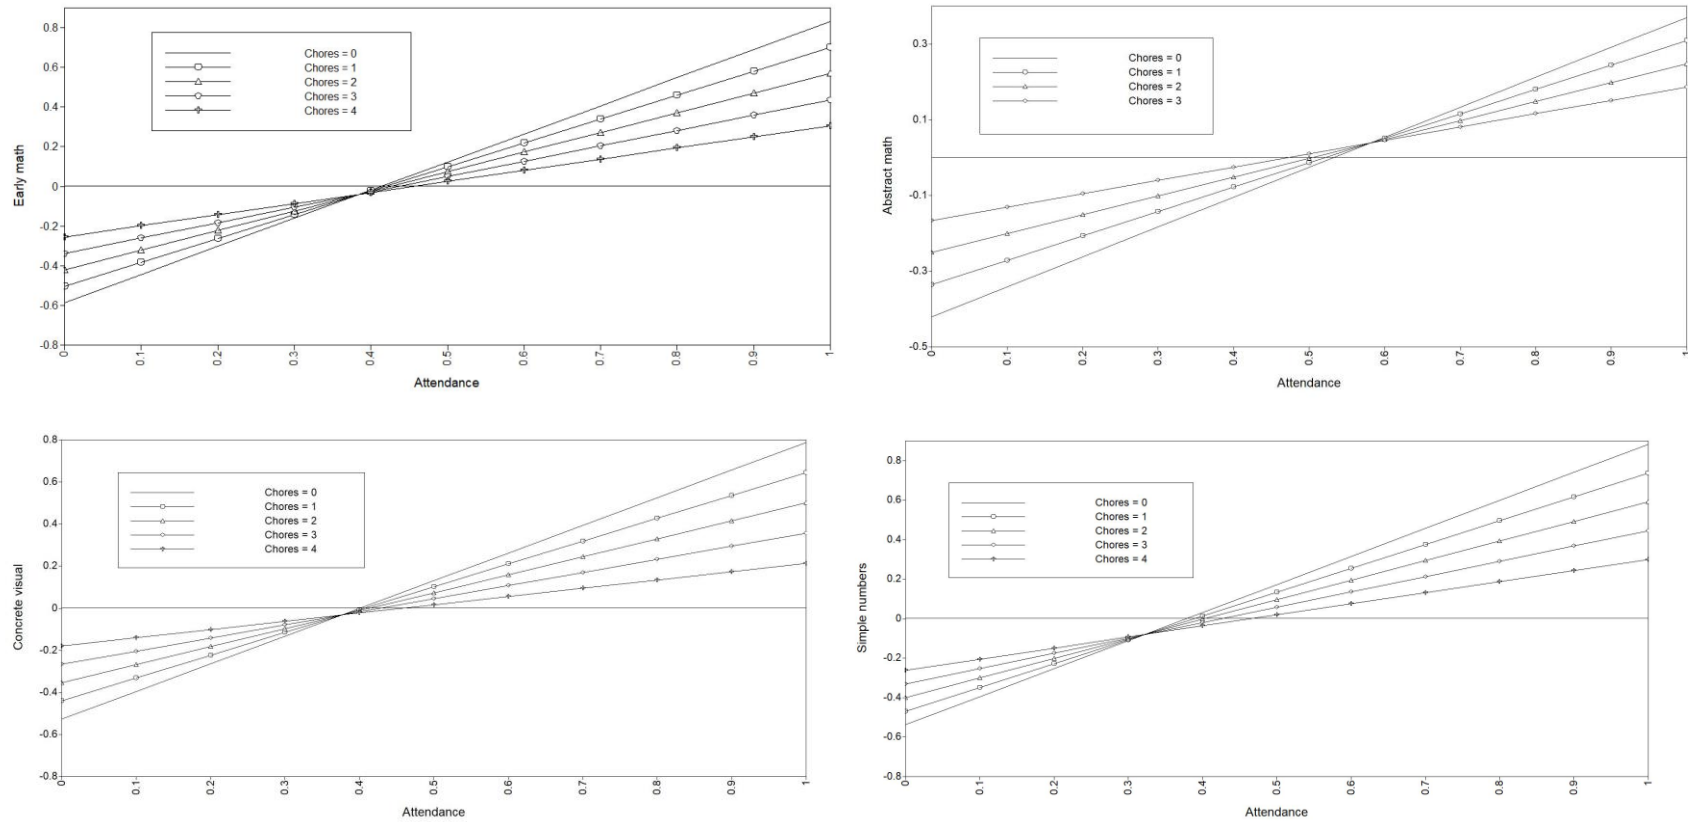 0.8
0.6
0.4
0.2
0
-0.2
-0.4
-0.6
-0.8
Early math
Chores = 0
Chores = 1
Chores = 2
Chores = 3
Chores = 4
0 0.1 0.2 0.3 0.4 0.5 0.6 0.7 0.8 0.9 1
Attendance
0.3
0.1
-0.1
-0.3
-0.5
Abstract math
Chores = 0
Chores = 1
Chores = 2
Chores = 3
0 0.1 0.2 0.3 0.4 0.5 0.6 0.7 0.8 0.9 1
Attendance
0.8
0.6
0.4
0.2
0
-0.2
-0.4
-0.6
-0.8
Concrete visual
Chores = 0
Chores = 1
Chores = 2
Chores = 3
Chores = 4
0 0.1 0.2 0.3 0.4 0.5 0.6 0.7 0.8 0.9 1
Attendance
0.8
0.6
0.4
0.2
0
-0.2
-0.4
-0.6
-0.8
Simple numbers
Chores = 0
Chores = 1
Chores = 2
Chores = 3
Chores = 4
0 0.1 0.2 0.3 0.4 0.5 0.6 0.7 0.8 0.9 1
Attendance